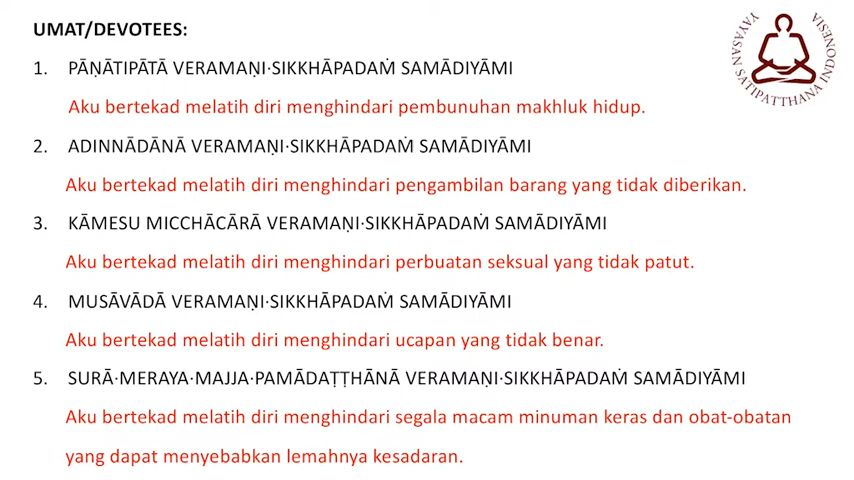 UMAT/DEVOTEES:
YAYASAN SATIPATTHANA INDONESIA
1. PĀṆĀTIPĀTĀ VERAMAṆI·SIKKHĀPADAṀ SAMĀDIYĀMI
Aku bertekad melatih diri menghindari pembunuhan makhluk hidup.
2. ADINNĀDĀNĀ VERAMAṆI·SIKKHĀPADAṀ SAMĀDIYĀMI
Aku bertekad melatih diri menghindari pengambilan barang yang tidak diberikan.
3. KĀMESU MICCHĀCĀRĀ VERAMAṆI·SIKKHĀPADAṀ SAMĀDIYĀMI
Aku bertekad melatih diri menghindari perbuatan seksual yang tidak patut.
4. MUSĀVĀDĀ VERAMAṆI·SIKKHĀPADAṀ SAMĀDIYĀMI
Aku bertekad melatih diri menghindari ucapan yang tidak benar.
5. SURĀ·MERAYA·MAJJA·PAMĀDAṬṬHĀNĀ VERAMAṆI·SIKKHĀPADAṀ SAMĀDIYĀMI
Aku bertekad melatih diri menghindari segala macam minuman keras dan obat-obatan
yang dapat menyebabkan lemahnya kesadaran.